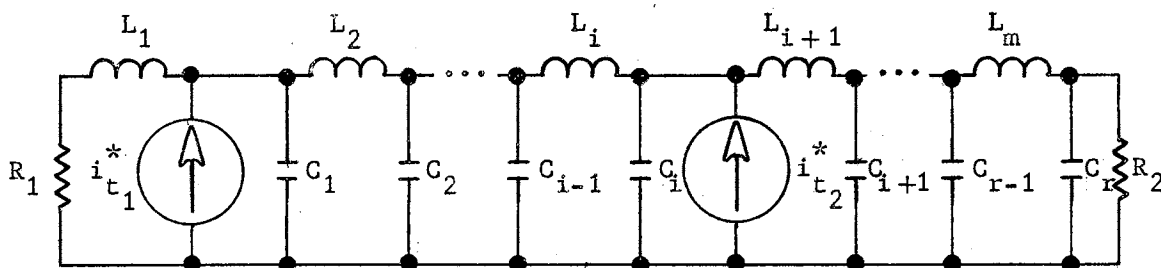 L1 L2 Li Li+1 Lm
R1 i*t1 C1 C2 Ci-1 Ci i*t2 Ci+1 Cr-1 Cr R2